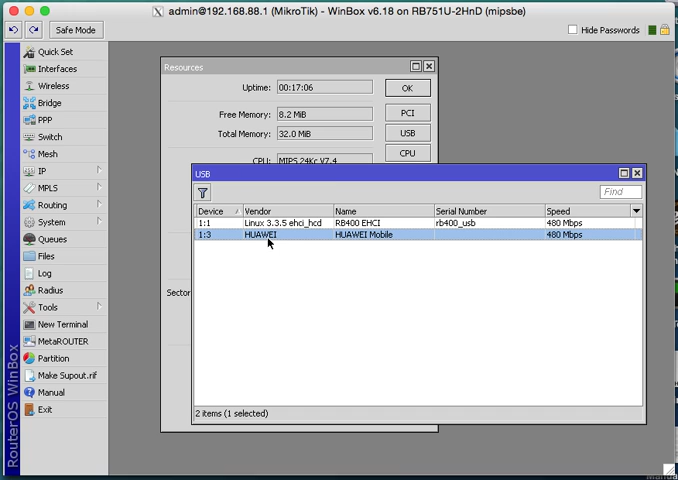 admin@192.168.88.1 (MikroTik) - WinBox v6.18 on RB751U-2HnD (mipsbe)
Safe Mode
Hide Passwords
Quick Set
Interfaces
Wireless
Bridge
PPP
Switch
Mesh
IP
MPLS
Routing
System
Queues
Files
Log
Radius
Tools
New Terminal
MetaROUTER
Partition
Make Supout.rif
Manual
Exit
RouterOS WinBox
Resources
Uptime: 00:17:06 OK
Free Memory: 8.2 MiB PCI
Total Memory: 32.0 MiB USB
CPU: MIPS 24Kc V7.4 CPU
Sector
USB
Find
Device Vendor Name Serial Number Speed
1:1 Linux 3.3.5 ehci_hcd RB400 EHCI rb400_usb 480 Mbps
1:3 HUAWEI HUAWEI Mobile 480 Mbps
2 items (1 selected)